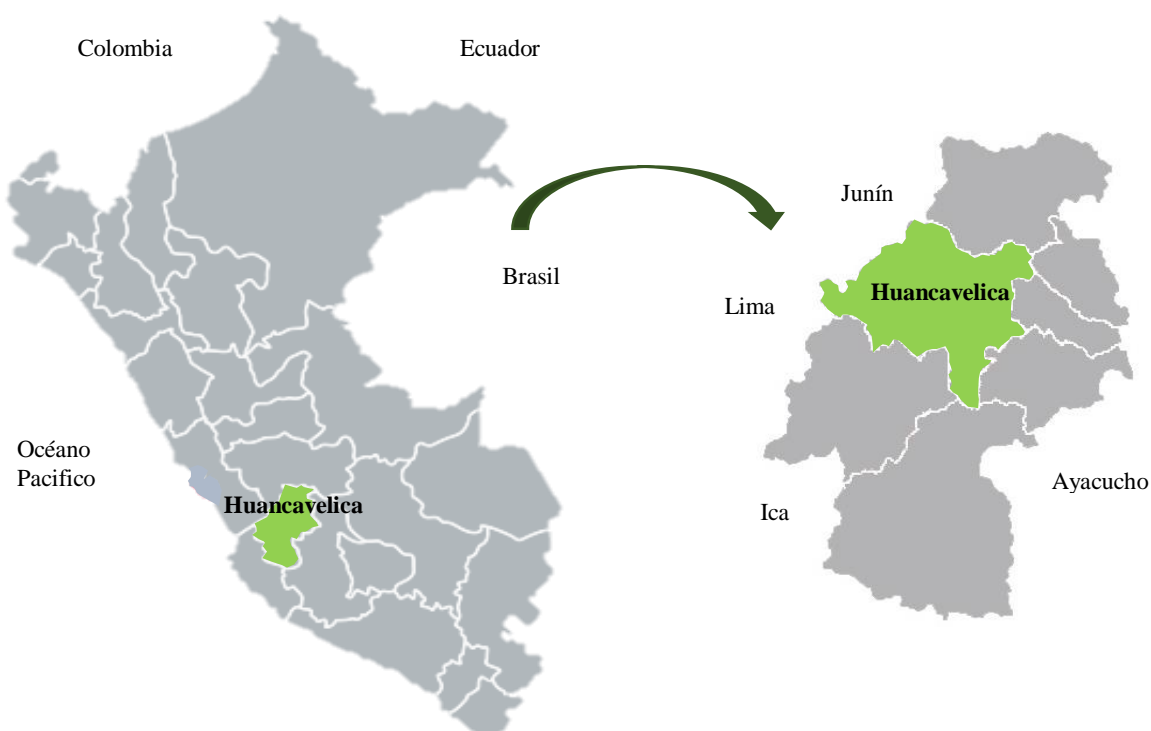 Colombia
Ecuador
Brasil
Océano
Pacifico
Huancavelica
Junín
Lima
Huancavelica
Ica
Ayacucho